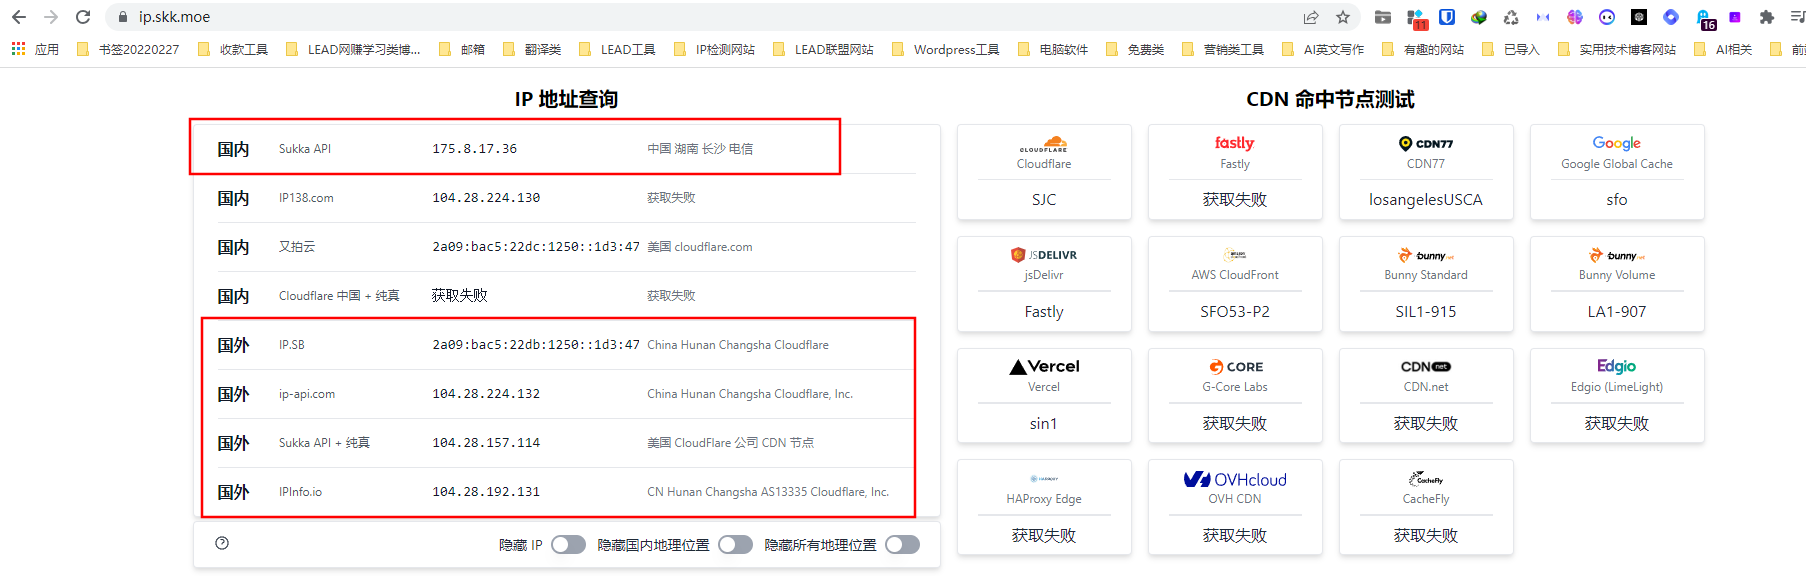 ip.skk.moe
11
16
应用 书签20220227 收款工具 LEAD网赚学习类博... 邮箱 翻译类 LEAD工具 IP检测网站 LEAD联盟网站 Wordpress工具 电脑软件 免费类 营销类工具 AI英文写作 有趣的网站 已导入 实用技术博客网站 AI相关
IP 地址查询
国内 Sukka API 175.8.17.36 中国 湖南 长沙 电信
国内 IP138.com 104.28.224.130 获取失败
国内 又拍云 2a09:bac5:22dc:1250::1d3:47 美国 cloudflare.com
国内 Cloudflare 中国 + 纯真 获取失败 获取失败
国外 IP.SB 2a09:bac5:22db:1250::1d3:47 China Hunan Changsha Cloudflare
国外 ip-api.com 104.28.224.132 China Hunan Changsha Cloudflare, Inc.
国外 Sukka API + 纯真 104.28.157.114 美国 CloudFlare 公司 CDN 节点
国外 IPInfo.io 104.28.192.131 CN Hunan Changsha AS13335 Cloudflare, Inc.
隐藏 IP 隐藏国内地理位置 隐藏所有地理位置
CDN 命中节点测试
CLOUDFLARE fastly CDN77 Google
Cloudflare Fastly CDN77 Google Global Cache
SJC 获取失败 losangelesUSCA sfo
JSDELIVR bunny.net bunny.net
jsDelivr AWS CloudFront Bunny Standard Bunny Volume
Fastly SFO53-P2 SIL1-915 LA1-907
Vercel CORE CDN net Edgio
Vercel G-Core Labs CDN.net Edgio (LimeLight)
sin1 获取失败 获取失败 获取失败
HAPROXY OVHcloud CacheFly
HAProxy Edge OVH CDN CacheFly
获取失败 获取失败 获取失败